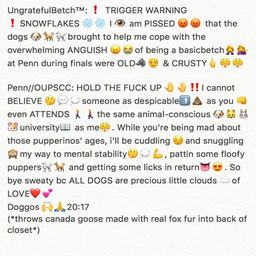 UngratefulBetch™: ❗ TRIGGER WARNING
❗ SNOWFLAKES ❄️❄️ I 👁 am PISSED 😡😡 that the
dogs 🐶🐩🐕 brought to help me cope with the
overwhelming ANGUISH 😞😭 of being a basicbetch 🙋🙋
at Penn during finals were OLD 🐴😏 & CRUSTY 👃🍤🍤

Penn//OUPSCC: HOLD THE FUCK UP ✋✋‼️ I cannot
BELIEVE 🤔💭💭 someone as despicable ⬆️💩 as you 👊
even ATTENDS 🚶🚶 the same animal-conscious 🐶🐱🐹
🐭 university 📖 as me 🍤. While you're being mad about
those pupperinos' ages, i'll be cuddling 😊 and snuggling
🙈 my way to mental stability 🤔💭💪, pattin some floofy
puppers 🐩🐕 and getting some licks in return 👅😍. So
bye sweaty bc ALL DOGS are precious little clouds ☁️ of
LOVE ❤️💕
Doggos 🐶🙏 20:17
(*throws canada goose made with real fox fur into back of
closet*)